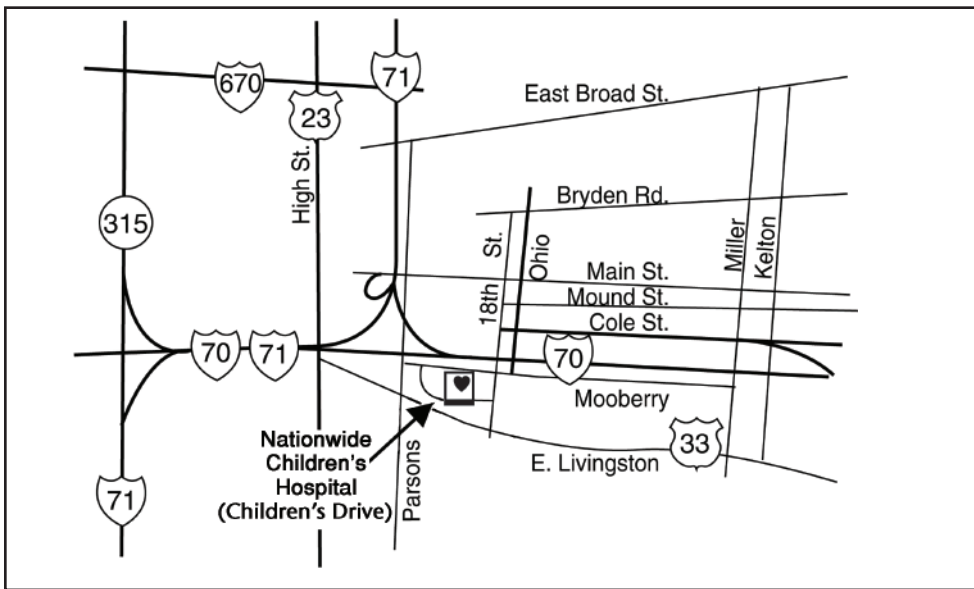 71
670
East Broad St.
23
High St.
Bryden Rd.
315
18th St.
Ohio
Miller
Kelton
Main St.
Mound St.
Cole St.
70
71
70
Mooberry
Nationwide
Children's
Hospital
(Children's Drive)
Parsons
33
E. Livingston
71